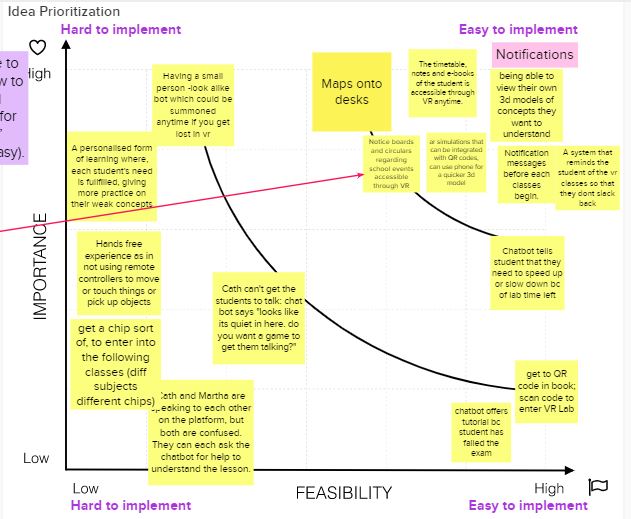 Idea Prioritization
Hard to implement
Easy to implement
Notifications
High
to
w to
for
asy).
Having a small
person -look alike
bot which could be
summoned
anytime if you get
lost in vr
Maps onto
desks
The timetable,
notes and e-books
of the student is
accessible through
VR anytime.
being able to
view their own
3d models of
concepts they
want to
understand
A personalised form
of learning where,
each student's need
is fullfilled, giving
more practice on
their weak concepts
Notice boards
and circulars
regarding
school events
accessible
through VR
ar simulations that
can be integrated
with QR codes,
can use phone for
a quicker 3d
model
Notification
messages
before each
classes
begin.
A system that
reminds the
student of the vr
classes so that
they dont slack
back
IMPORTANCE
Hands free
experience as in
not using remote
controllers to move
or touch things or
pick up objects
Chatbot tells
student that they
need to speed up
or slow down bc
of lab time left
Cath can't get the
students to talk: chat
bot says "looks like
its quiet in here. do
you want a game to
get them talking?"
get a chip sort
of, to enter into
the following
classes (diff
subjects
different chips)
get to QR
code in book;
scan code to
enter VR Lab
Cath and Martha are
speaking to each other
on the platform, but
both are confused.
They can each ask the
chatbot for help to
understand the lesson.
chatbot offers
tutorial bc
student has
failed the
exam
Low
Low
FEASIBILITY
High
Hard to implement
Easy to implement